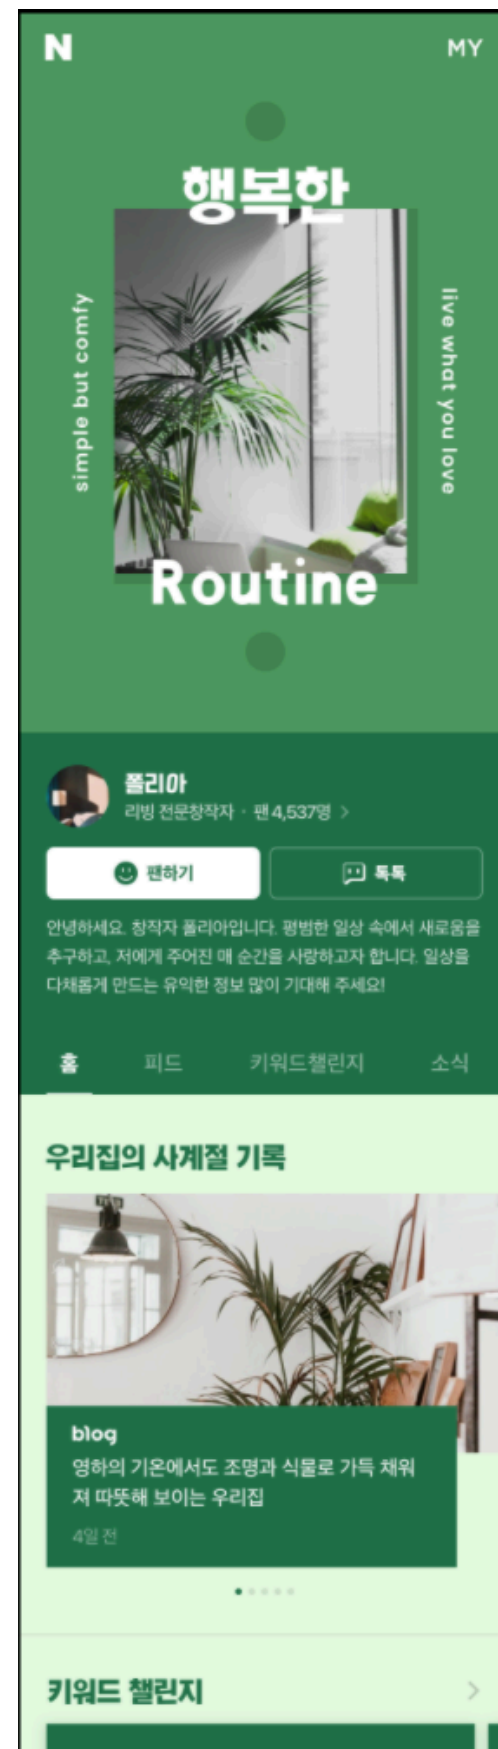 N
MY
행복한
simple but comfy
live what you love
Routine
폴리아
리빙 전문창작자 · 팬 4,537명 >
팬하기
톡톡
안녕하세요. 창작자 폴리아입니다. 평범한 일상 속에서 새로움을
추구하고, 저에게 주어진 매 순간을 사랑하고자 합니다. 일상을
다채롭게 만드는 유익한 정보 많이 기대해 주세요!
홈 피드 키워드챌린지 소식
우리집의 사계절 기록
blog
영하의 기온에서도 조명과 식물로 가득 채워
져 따뜻해 보이는 우리집
4일 전
키워드 챌린지 >